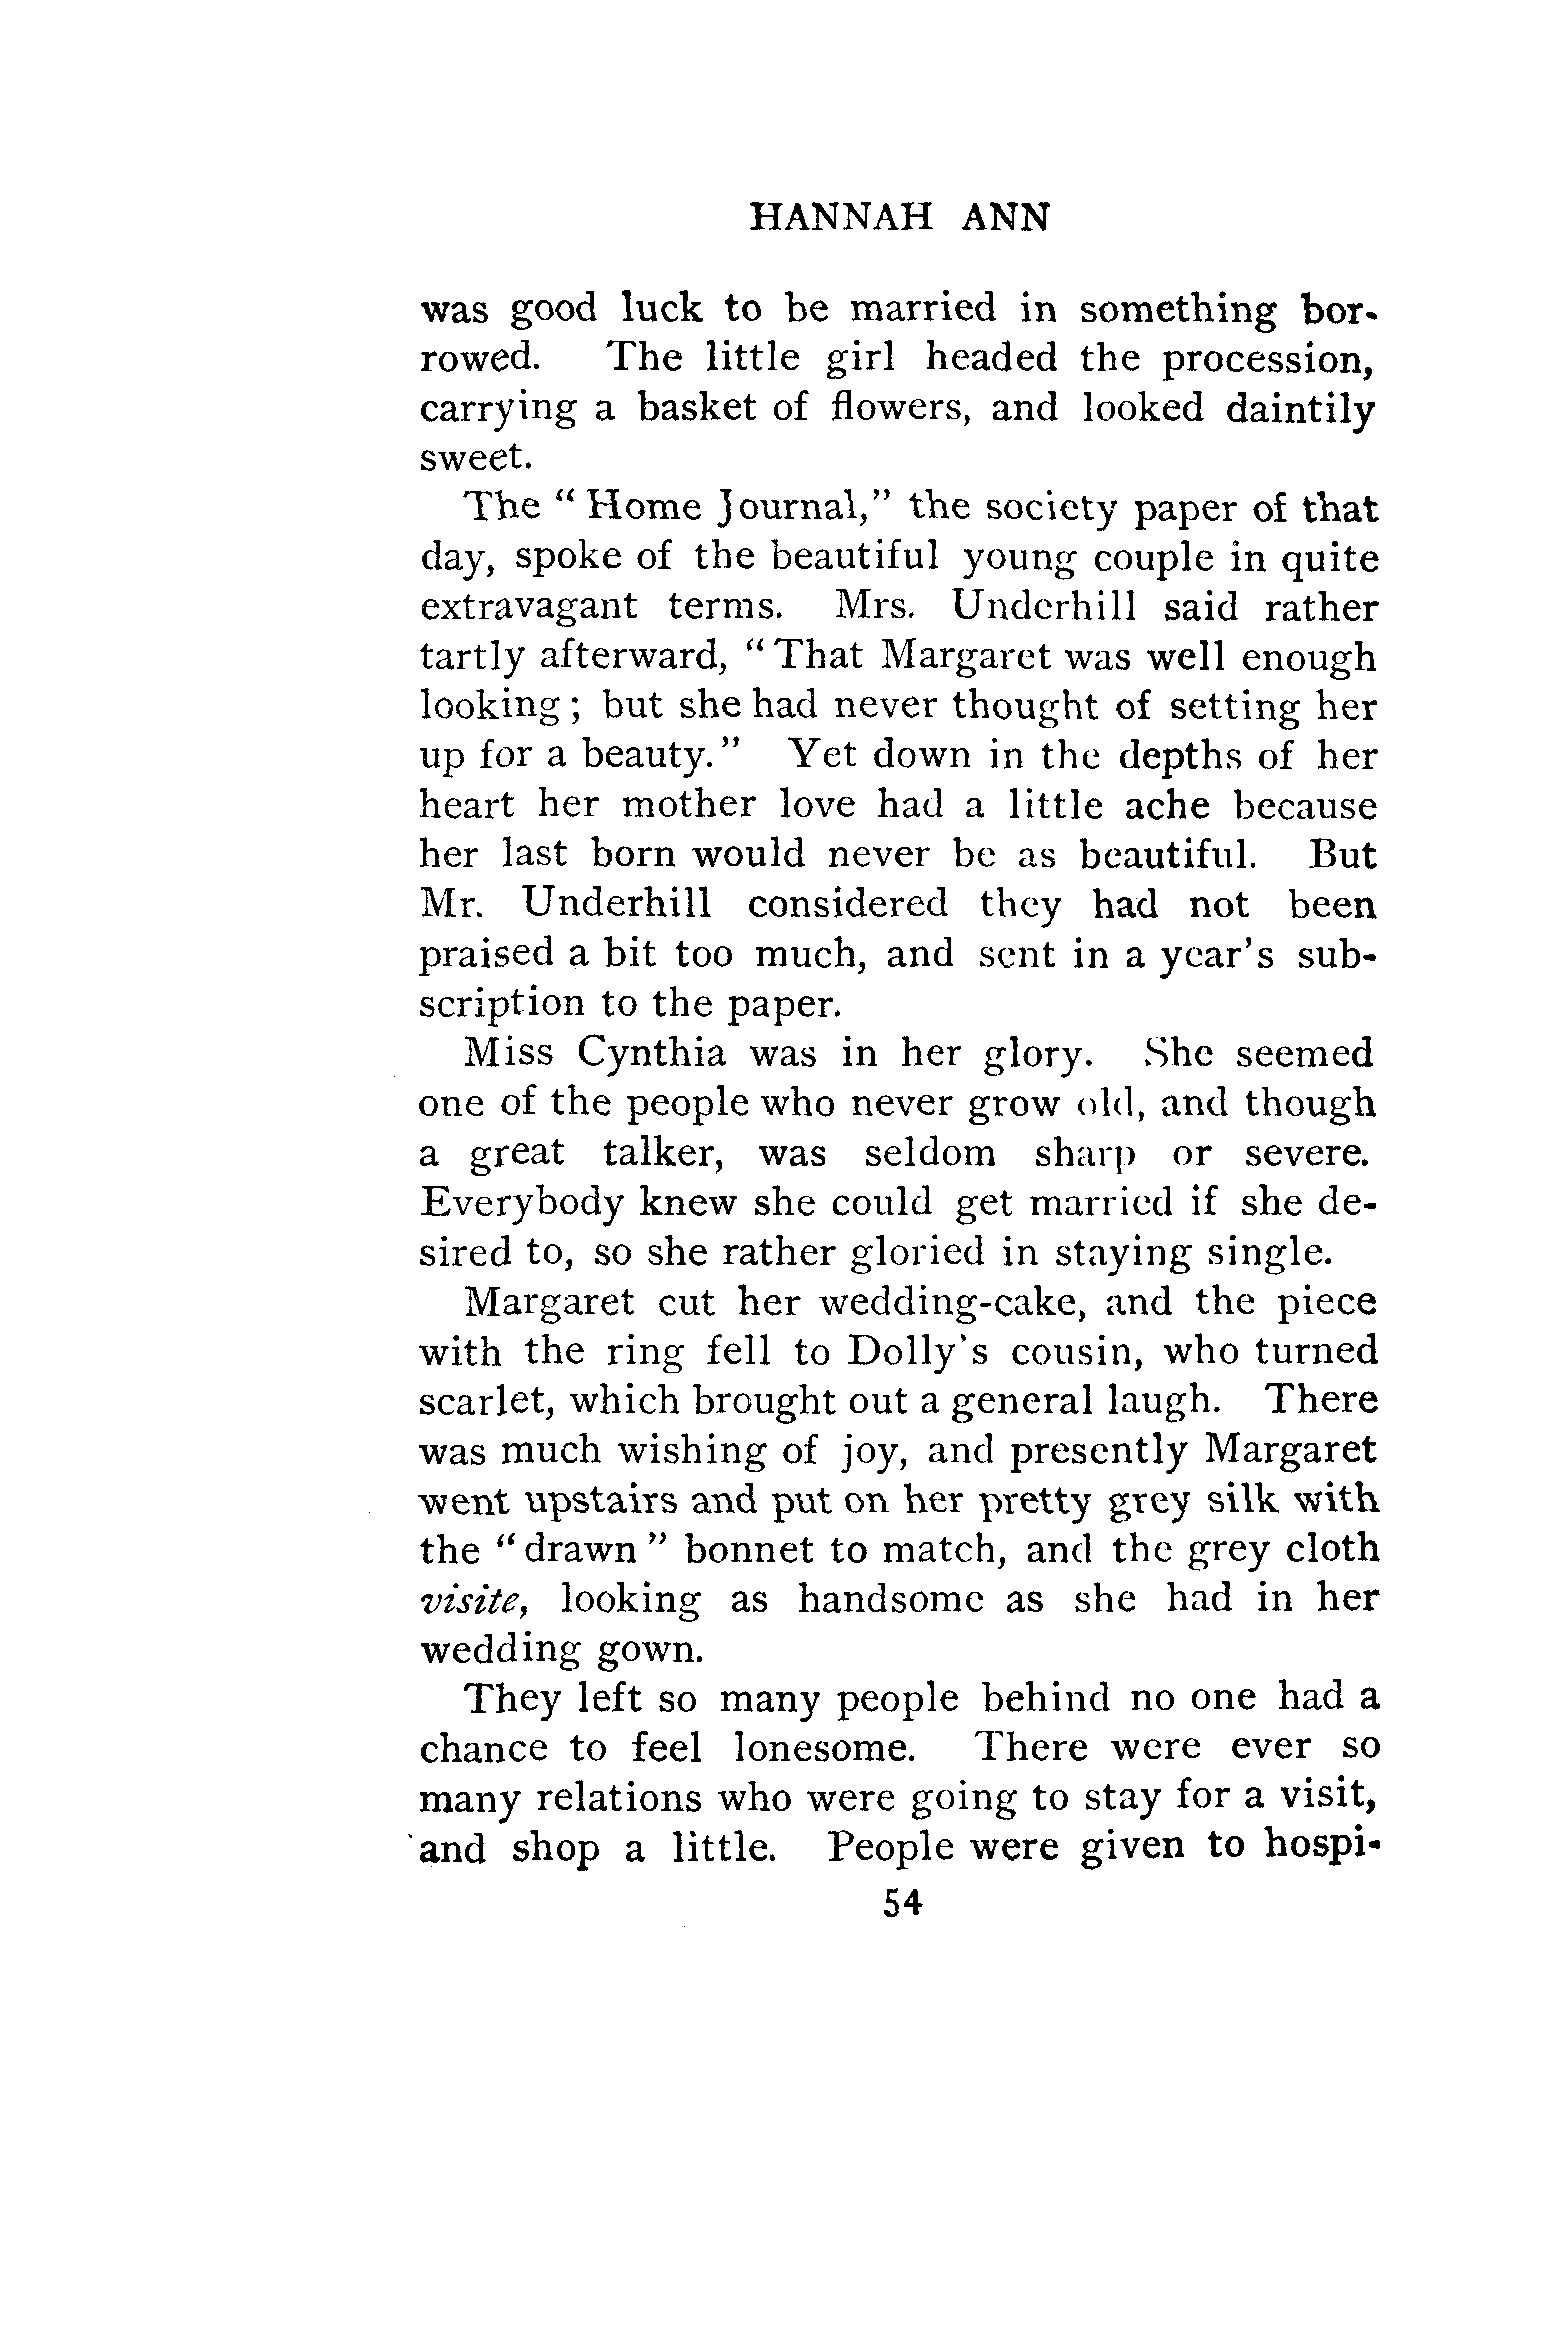 HANNAH ANN
was good luck to be married in something bor-
rowed. The little girl headed the procession,
carrying a basket of flowers, and looked daintily
sweet.
The “ Home Journal,” the society paper of that
day, spoke of the beautiful young couple in quite
extravagant terms. Mrs. Underhill said rather
tartly afterward, “ That Margaret was well enough
looking ; but she had never thought of setting her
up for a beauty.” Yet down in the depths of her
heart her mother love had a little ache because
her last born would never be as beautiful. But
Mr. Underhill considered they had not been
praised a bit too much, and sent in a year’s sub-
scription to the paper.
Miss Cynthia was in her glory. She seemed
one of the people who never grow old, and though
a great talker, was seldom sharp or severe.
Everybody knew she could get married if she de-
sired to, so she rather gloried in staying single.
Margaret cut her wedding-cake, and the piece
with the ring fell to Dolly’s cousin, who turned
scarlet, which brought out a general laugh. There
was much wishing of joy, and presently Margaret
went upstairs and put on her pretty grey silk with
the “ drawn ” bonnet to match, and the grey cloth
visite, looking as handsome as she had in her
wedding gown.
They left so many people behind no one had a
chance to feel lonesome. There were ever so
many relations who were going to stay for a visit,
and shop a little. People were given to hospi-
54